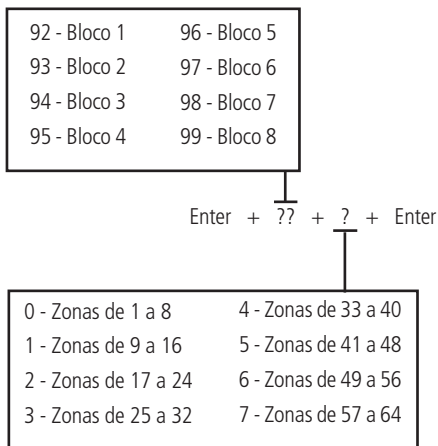 92 - Bloco 1 96 - Bloco 5
93 - Bloco 2 97 - Bloco 6
94 - Bloco 3 98 - Bloco 7
95 - Bloco 4 99 - Bloco 8
Enter + ?? + ? + Enter
0 - Zonas de 1 a 8 4 - Zonas de 33 a 40
1 - Zonas de 9 a 16 5 - Zonas de 41 a 48
2 - Zonas de 17 a 24 6 - Zonas de 49 a 56
3 - Zonas de 25 a 32 7 - Zonas de 57 a 64